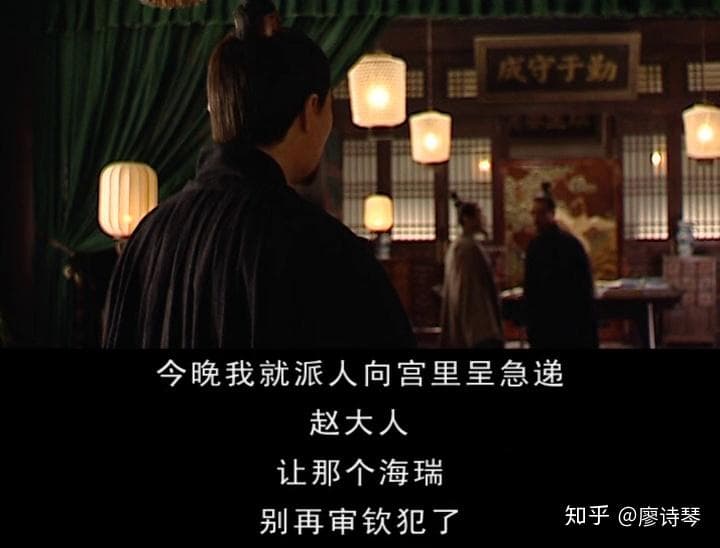 成守于勤
今晚我就派人向宫里呈急递
赵大人
让那个海瑞
别再审钦犯了
知乎 @廖诗琴